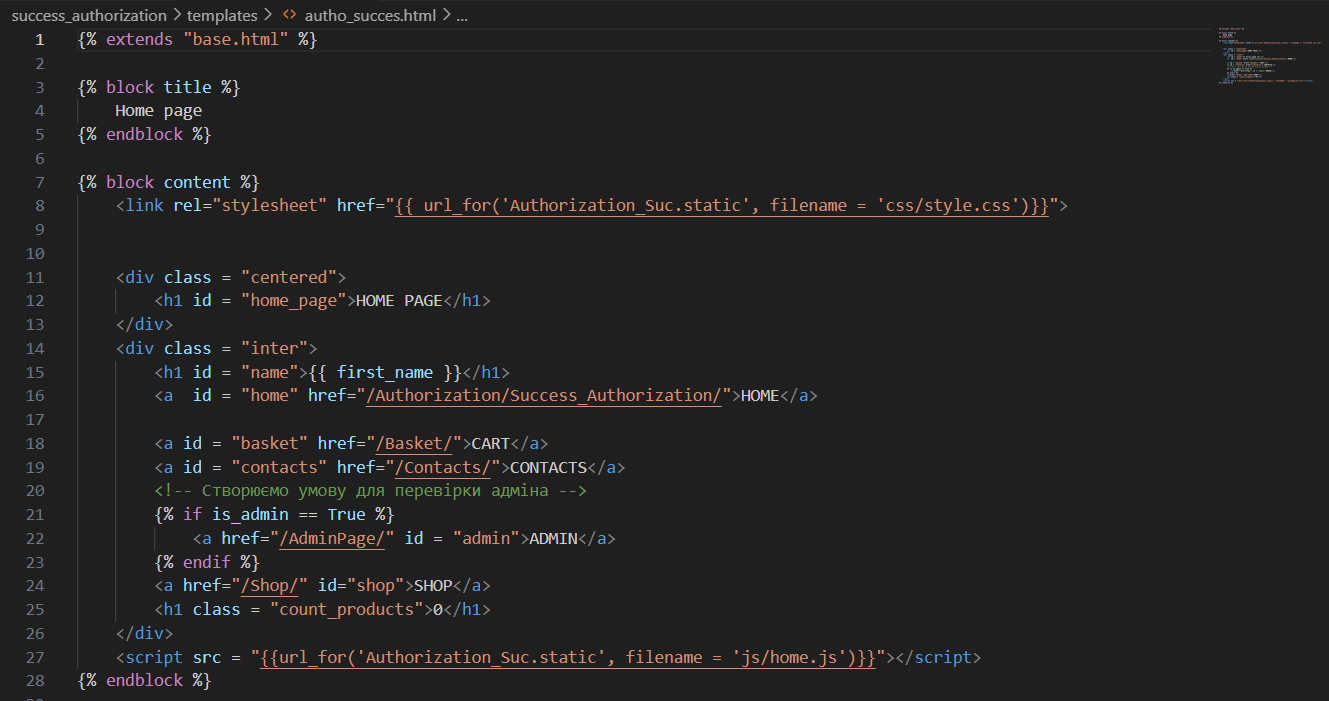 success_authorization > templates > <> autho_succes.html > ...
1 {% extends "base.html" %}
2
3 {% block title %}
4     Home page
5 {% endblock %}
6
7 {% block content %}
8     <link rel="stylesheet" href="{{ url_for('Authorization_Suc.static', filename = 'css/style.css')}}">
9
10
11     <div class = "centered">
12         <h1 id = "home_page">HOME PAGE</h1>
13     </div>
14     <div class = "inter">
15         <h1 id = "name">{{ first_name }}</h1>
16         <a  id = "home" href="/Authorization/Success_Authorization/">HOME</a>
17
18         <a id = "basket" href="/Basket/">CART</a>
19         <a id = "contacts" href="/Contacts/">CONTACTS</a>
20         <!-- Створюємо умову для перевірки адміна -->
21         {% if is_admin == True %}
22             <a href="/AdminPage/" id = "admin">ADMIN</a>
23         {% endif %}
24         <a href="/Shop/" id="shop">SHOP</a>
25         <h1 class = "count_products">0</h1>
26     </div>
27     <script src = "{{url_for('Authorization_Suc.static', filename = 'js/home.js')}}"></script>
28 {% endblock %}